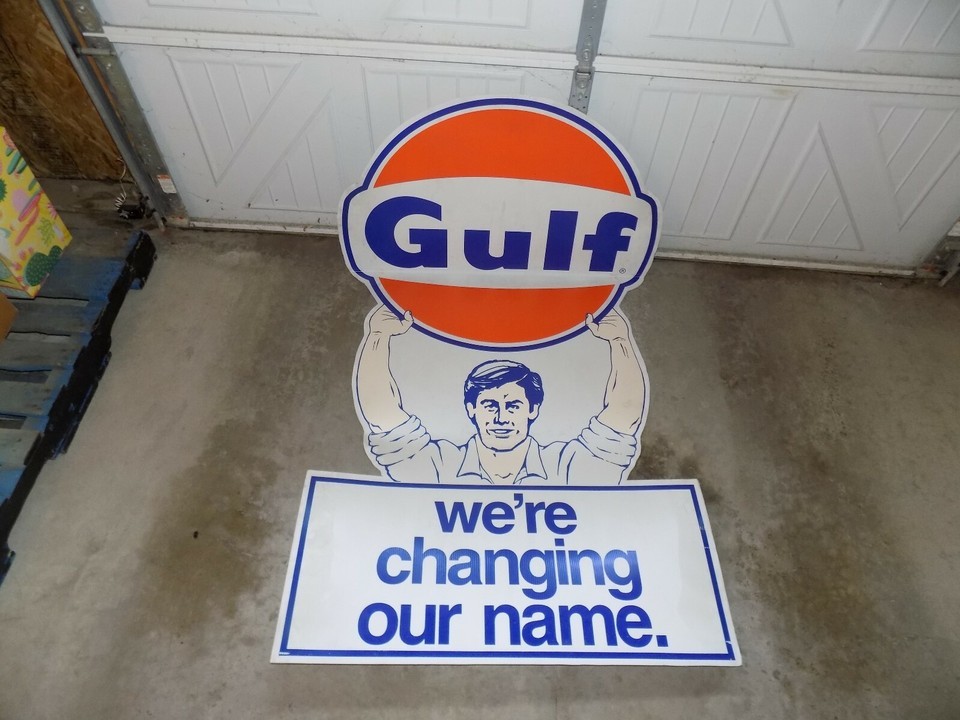 Gulf®
we're
changing
our name.